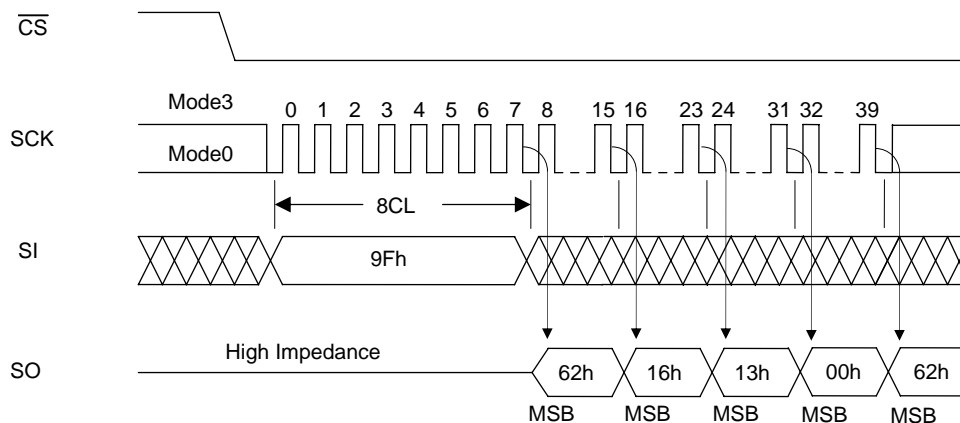 CS
Mode3 0 1 2 3 4 5 6 7 8 15 16 23 24 31 32 39
SCK
Mode0
8CL
SI
9Fh
High Impedance
SO
62h 16h 13h 00h 62h
MSB MSB MSB MSB MSB